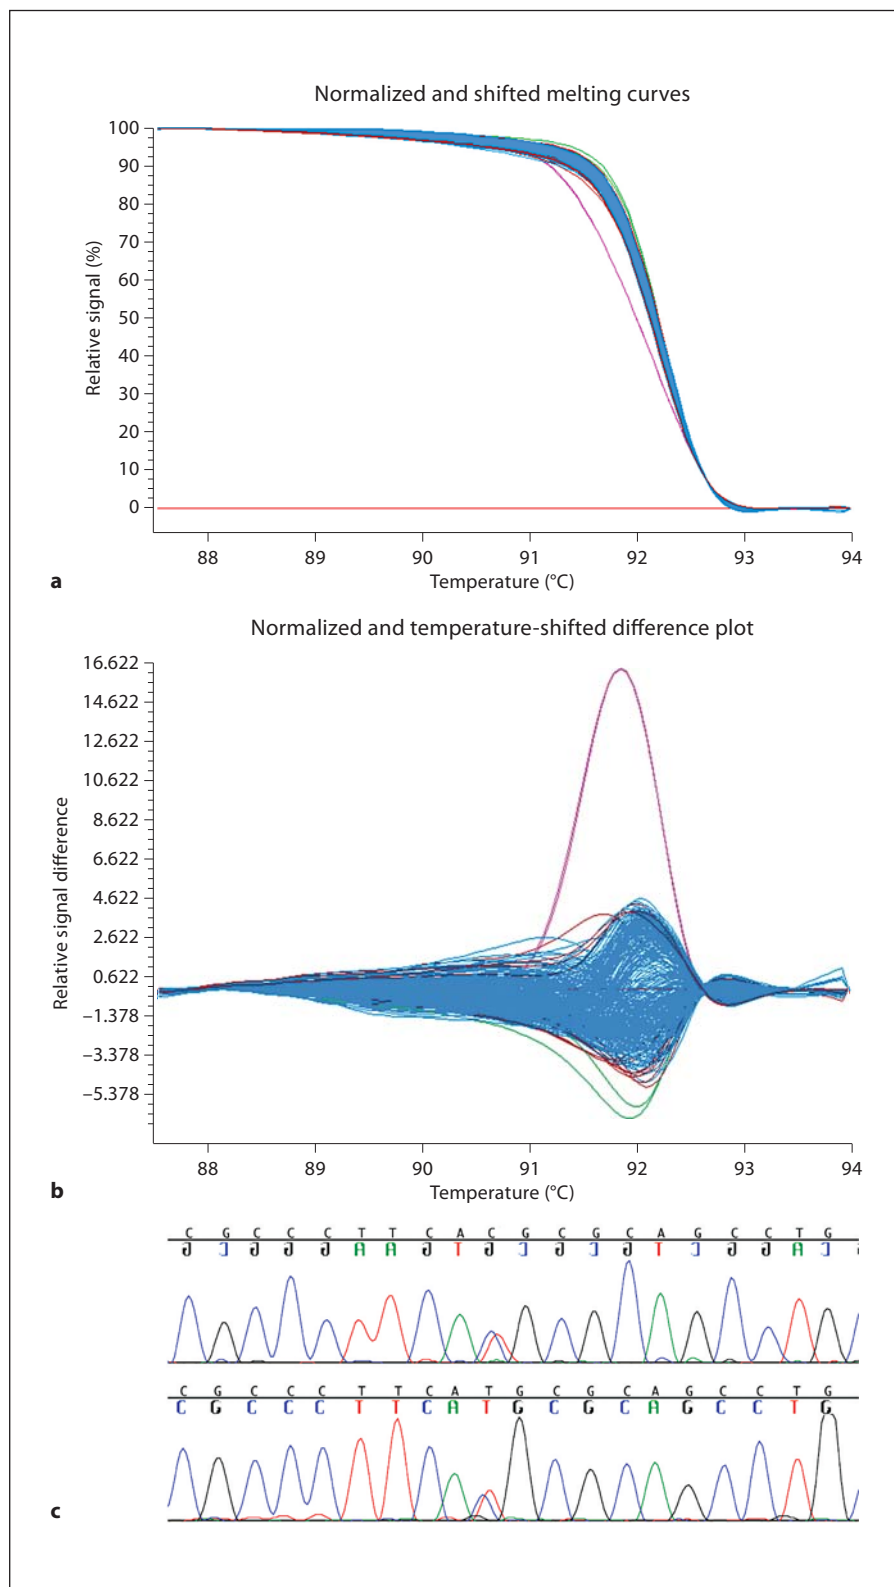 Normalized and shifted melting curves
100
90
80
70
60
50
40
30
20
10
0
Relative signal (%)
88 89 90 91 92 93 94
Temperature (°C)
a
Normalized and temperature-shifted difference plot
16.622
14.622
12.622
10.622
8.622
6.622
4.622
2.622
0.622
–1.378
–3.378
–5.378
Relative signal difference
88 89 90 91 92 93 94
Temperature (°C)
b
C G C C C T T C A C G C G C A G C C T G
G C G G G A A G T G C G C G T C G G A C
C G C C C T T C A T G C G C A G C C T G
C G C C C T T C A T G C G C A G C C T G
c